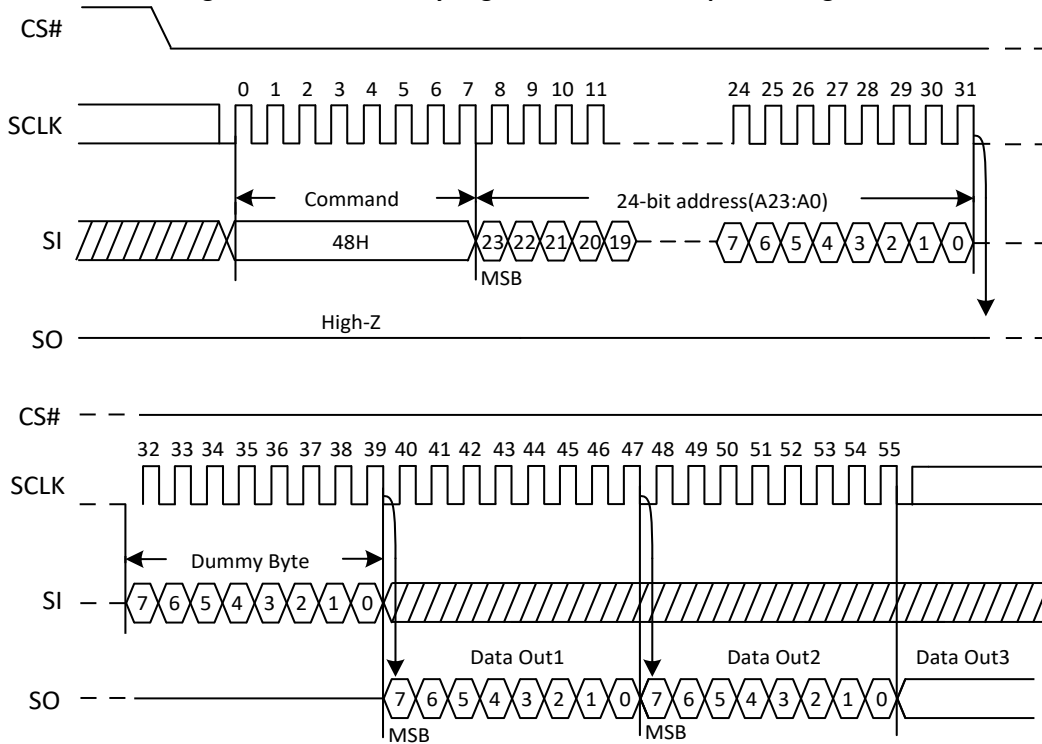 CS#
0 1 2 3 4 5 6 7 8 9 10 11 24 25 26 27 28 29 30 31
SCLK
Command 24-bit address(A23:A0)
SI 48H 23 22 21 20 19 7 6 5 4 3 2 1 0
MSB
High-Z
SO
CS#
32 33 34 35 36 37 38 39 40 41 42 43 44 45 46 47 48 49 50 51 52 53 54 55
SCLK
Dummy Byte
SI 7 6 5 4 3 2 1 0
Data Out1 Data Out2 Data Out3
SO 7 6 5 4 3 2 1 0 7 6 5 4 3 2 1 0
MSB MSB